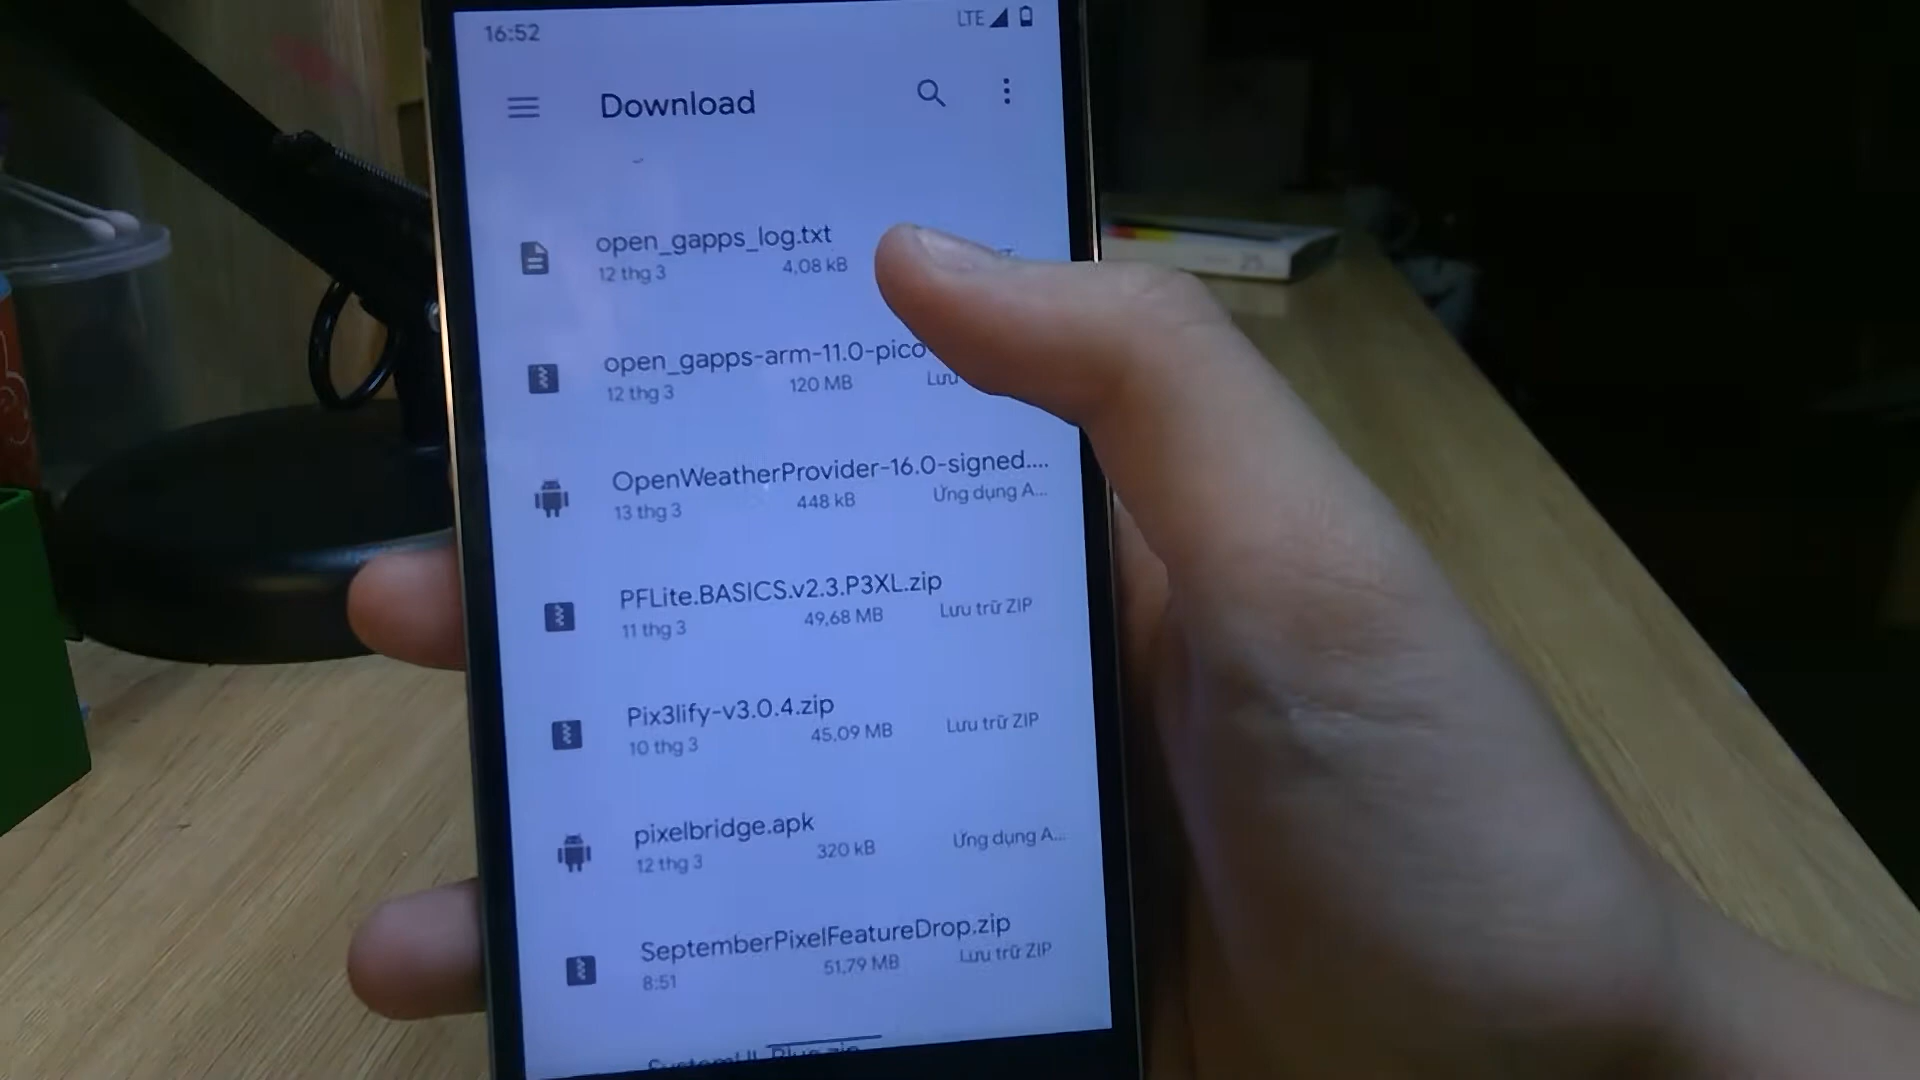 16:52 LTE
Download
open_gapps_log.txt
12 thg 3 4,08 kB
open_gapps-arm-11.0-pico
12 thg 3 120 MB Lưu
OpenWeatherProvider-16.0-signed....
13 thg 3 448 kB Ứng dụng A...
PFLite.BASICS.v2.3.P3XL.zip
11 thg 3 49,68 MB Lưu trữ ZIP
Pix3lify-v3.0.4.zip
10 thg 3 45,09 MB Lưu trữ ZIP
pixelbridge.apk
12 thg 3 320 kB Ứng dụng A...
SeptemberPixelFeatureDrop.zip
8:51 51,79 MB Lưu trữ ZIP